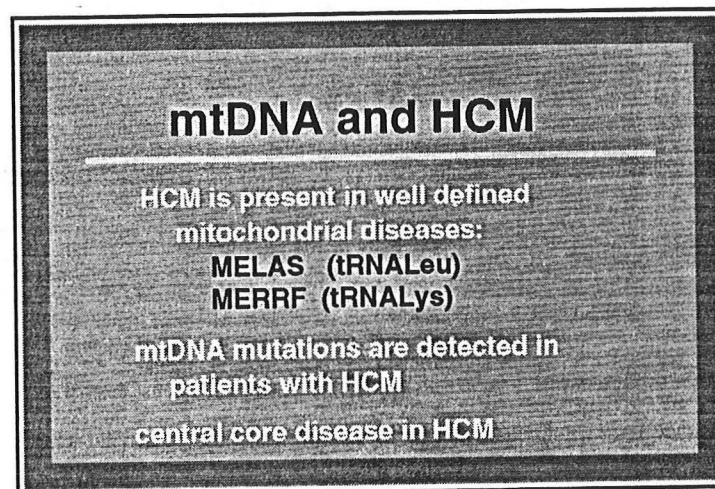 mtDNA and HCM
HCM is present in well defined
mitochondrial diseases:
MELAS (tRNALeu)
MERRF (tRNALys)
mtDNA mutations are detected in
patients with HCM
central core disease in HCM